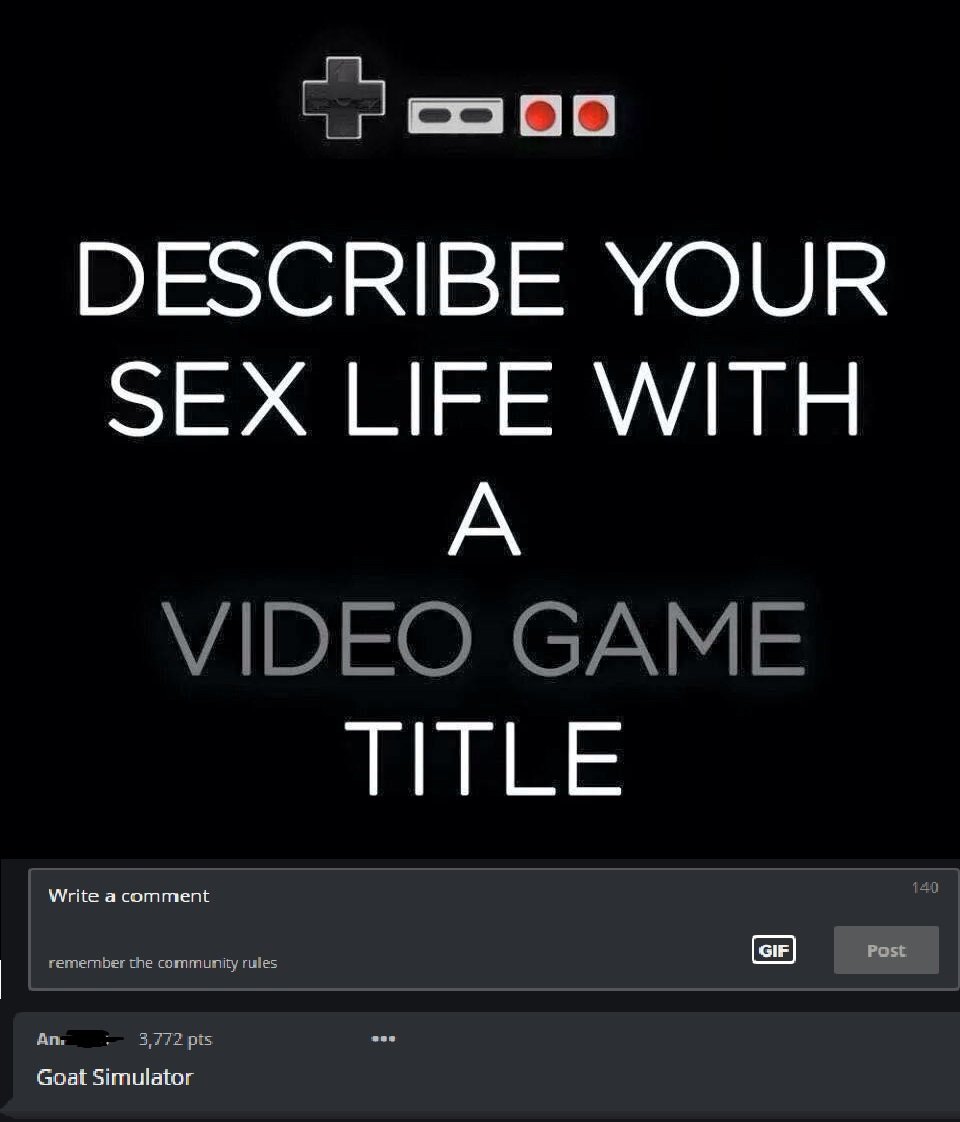 DESCRIBE YOUR
SEX LIFE WITH
A
VIDEO GAME
TITLE
Write a comment
140
remember the community rules
GIF
Post
3,772 pts
Goat Simulator